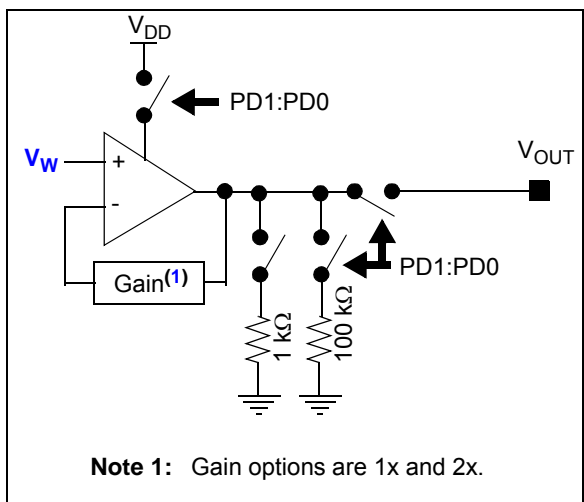 VDD
PD1:PD0
VW
+
-
VOUT
PD1:PD0
Gain(1)
1 kΩ
100 kΩ
Note 1: Gain options are 1x and 2x.